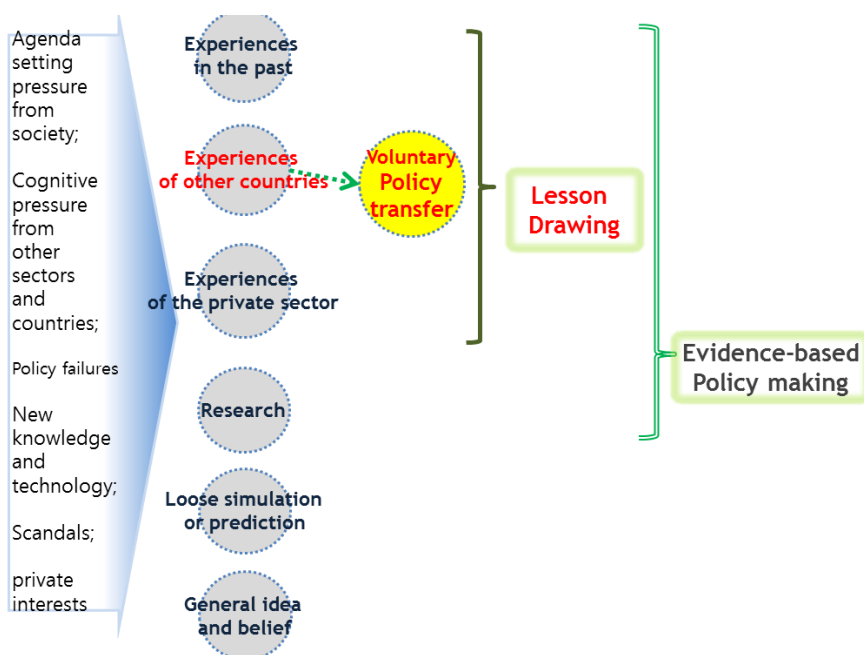 Agenda
setting
pressure
from
society;
Cognitive
pressure
from
other
sectors
and
countries;
Policy failures
New
knowledge
and
technology;
Scandals;
private
interests
Experiences
in the past
Experiences
of other countries
Experiences
of the private sector
Research
Loose simulation
or prediction
General idea
and belief
Voluntary
Policy
transfer
Lesson
Drawing
Evidence-based
Policy making